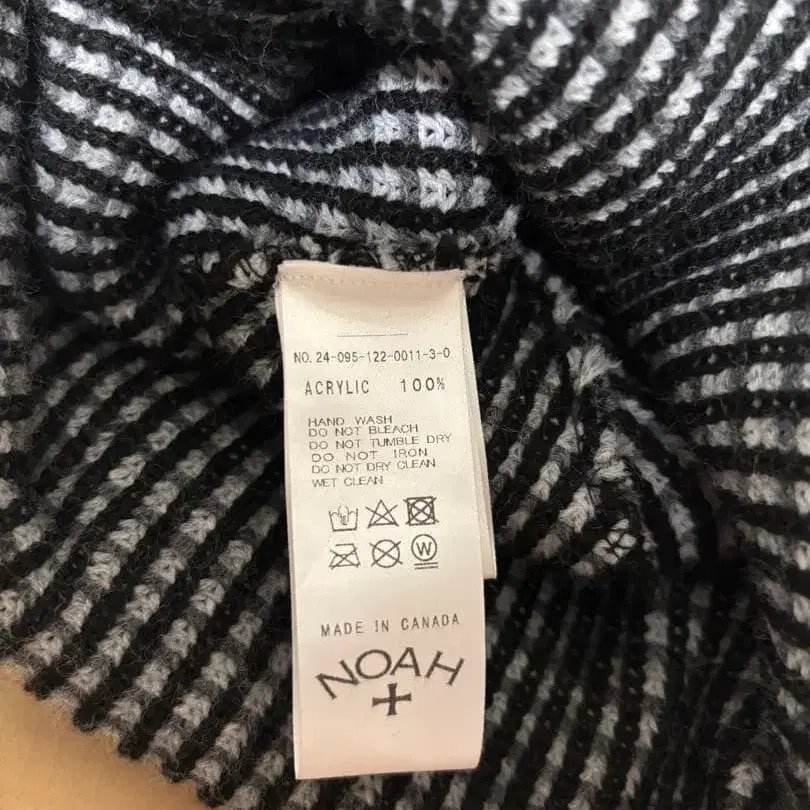 NO. 24-095-122-0011-3-0
ACRYLIC 100%
HAND WASH
DO NOT BLEACH
DO NOT TUMBLE DRY
DO NOT IRON
DO NOT DRY CLEAN
WET CLEAN
W
MADE IN CANADA
NOAH